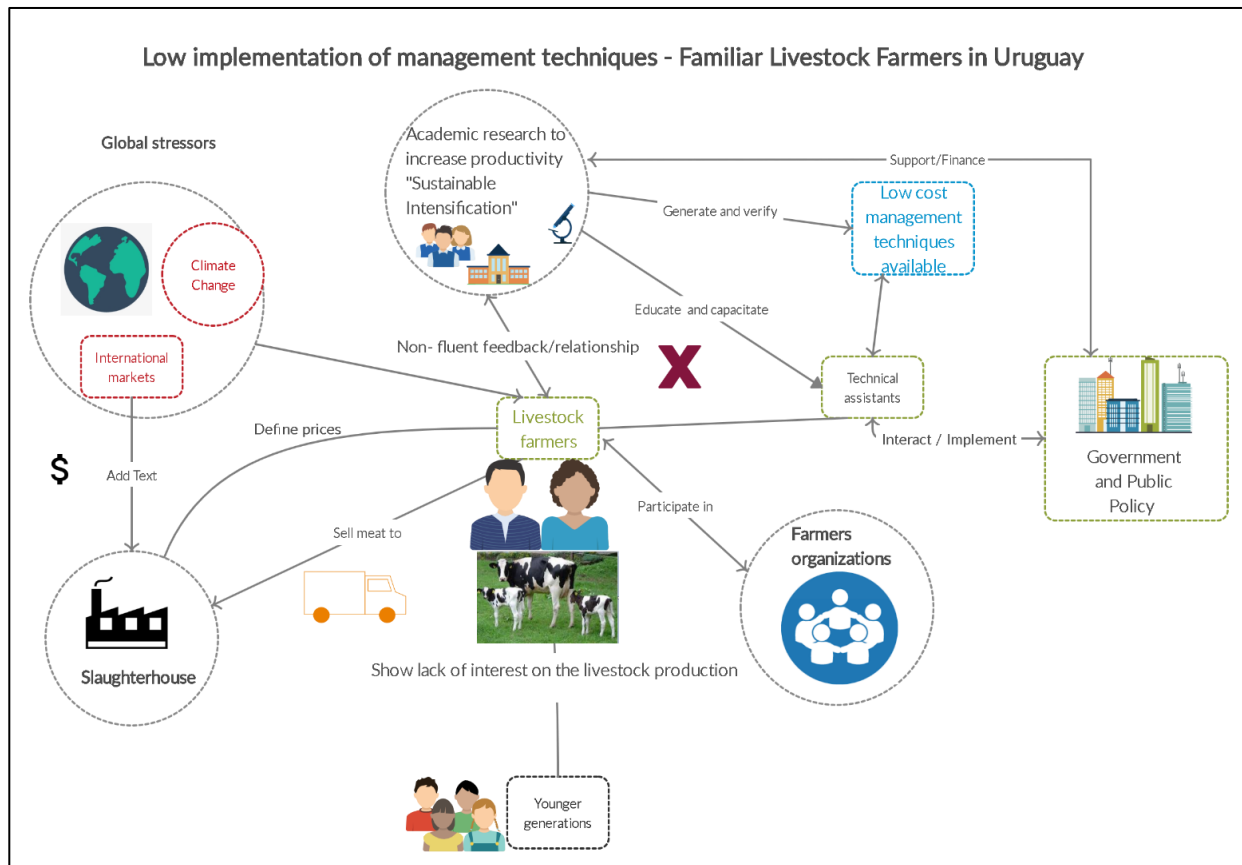 Low implementation of management techniques - Familiar Livestock Farmers in Uruguay
Global stressors
Climate
Change
International
markets
Academic research to
increase productivity
"Sustainable
Intensification"
Support/Finance
Generate and verify
Low cost
management
techniques
available
Educate and capacitate
Non- fluent feedback/relationship
X
Technical
assistants
Interact / Implement
Government
and Public
Policy
Livestock
farmers
Define prices
$
Add Text
Sell meat to
Participate in
Farmers
organizations
Slaughterhouse
Show lack of interest on the livestock production
Younger
generations